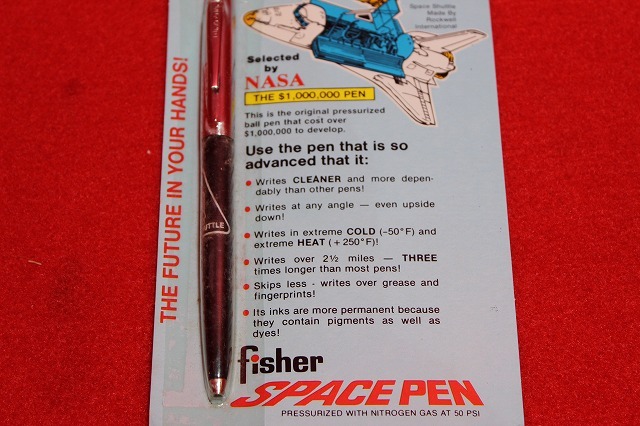 Space Shuttle
Made By
Rockwell
International
Selected
by
NASA
THE $1,000,000 PEN
This is the original pressurized
ball pen that cost over
$1,000,000 to develop.
Use the pen that is so
advanced that it:
• Writes CLEANER and more depen-
dably than other pens!
• Writes at any angle — even upside
down!
• Writes in extreme COLD (-50°F) and
extreme HEAT (+250°F)!
• Writes over 2½ miles — THREE
times longer than most pens!
• Skips less - writes over grease and
fingerprints!
• Its inks are more permanent because
they contain pigments as well as
dyes!
fisher
SPACE PEN
PRESSURIZED WITH NITROGEN GAS AT 50 PSI
THE FUTURE IN YOUR HANDS!
UTTLE